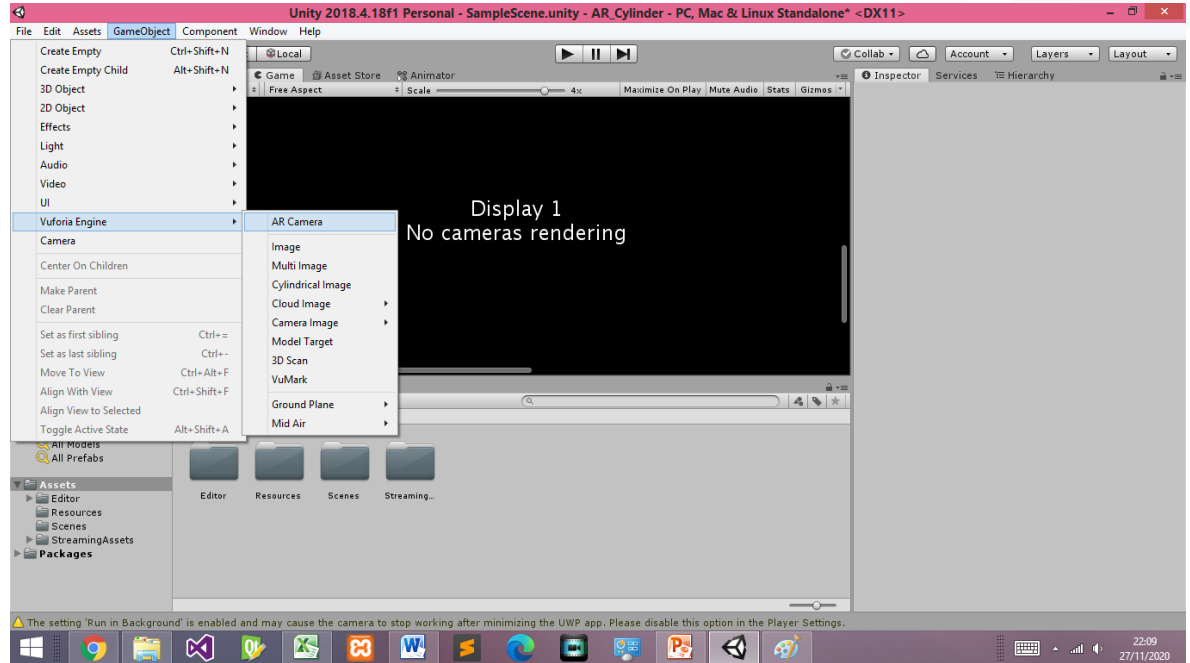 Unity 2018.4.18f1 Personal - SampleScene.unity - AR_Cylinder - PC, Mac & Linux Standalone* <DX11>
File Edit Assets GameObject Component Window Help
Local
Collab Account Layers Layout
Game Asset Store Animator
Inspector Services Hierarchy
Free Aspect Scale 4x Maximize On Play Mute Audio Stats Gizmos
Create Empty Ctrl+Shift+N
Create Empty Child Alt+Shift+N
3D Object
2D Object
Effects
Light
Audio
Video
UI
Vuforia Engine
Camera
Center On Children
Make Parent
Clear Parent
Set as first sibling Ctrl+=
Set as last sibling Ctrl+-
Move To View Ctrl+Alt+F
Align With View Ctrl+Shift+F
Align View to Selected
Toggle Active State Alt+Shift+A
AR Camera
Image
Multi Image
Cylindrical Image
Cloud Image
Camera Image
Model Target
3D Scan
VuMark
Ground Plane
Mid Air
Display 1
No cameras rendering
All Models
All Prefabs
Assets
Editor
Resources
Scenes
StreamingAssets
Packages
Editor Resources Scenes Streaming...
The setting 'Run in Background' is enabled and may cause the camera to stop working after minimizing the UWP app. Please disable this option in the Player Settings.
22:09
27/11/2020